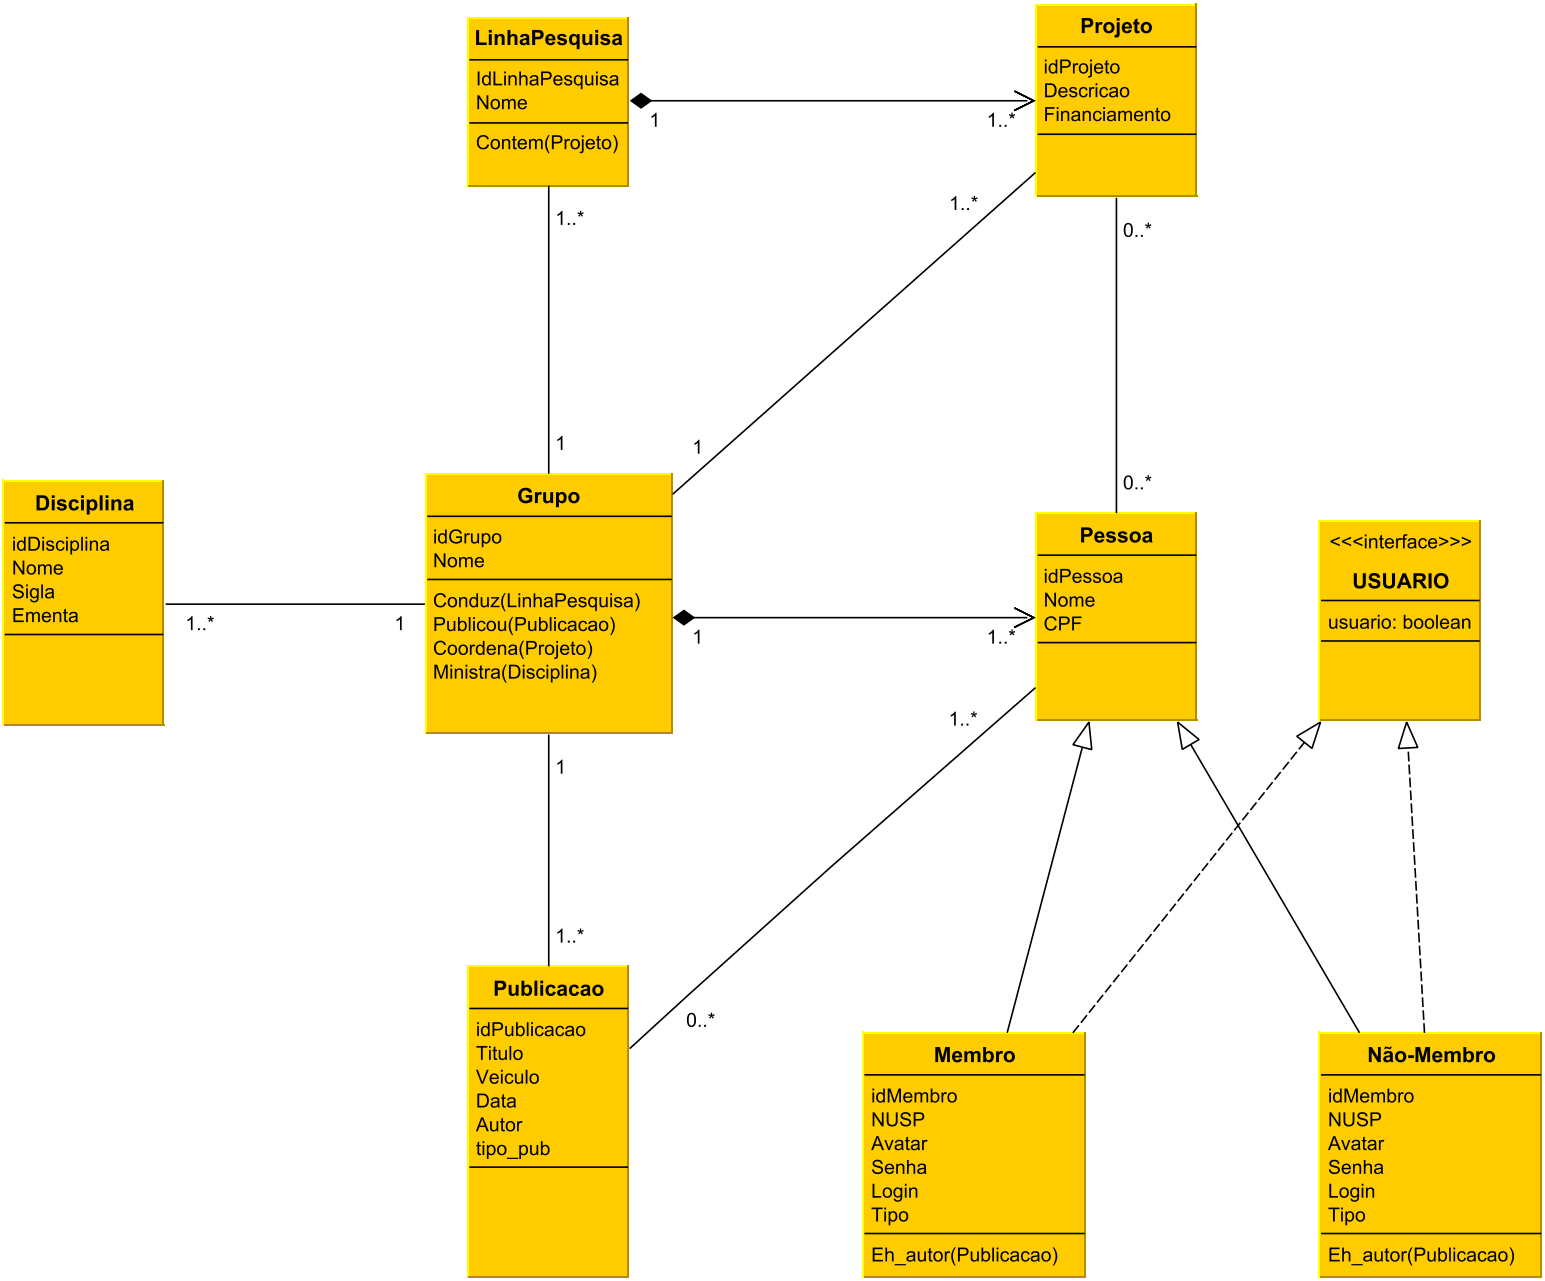 LinhaPesquisa
IdLinhaPesquisa
Nome
Contem(Projeto)
1
1..*
Projeto
idProjeto
Descricao
Financiamento
1..*
1..*
0..*
1
1
0..*
Disciplina
idDisciplina
Nome
Sigla
Ementa
1..*
1
Grupo
idGrupo
Nome
Conduz(LinhaPesquisa)
Publicou(Publicacao)
Coordena(Projeto)
Ministra(Disciplina)
1
1..*
Pessoa
idPessoa
Nome
CPF
<<<interface>>>
USUARIO
usuario: boolean
1..*
1
1..*
0..*
Publicacao
idPublicacao
Titulo
Veiculo
Data
Autor
tipo_pub
Membro
idMembro
NUSP
Avatar
Senha
Login
Tipo
Eh_autor(Publicacao)
Não-Membro
idMembro
NUSP
Avatar
Senha
Login
Tipo
Eh_autor(Publicacao)